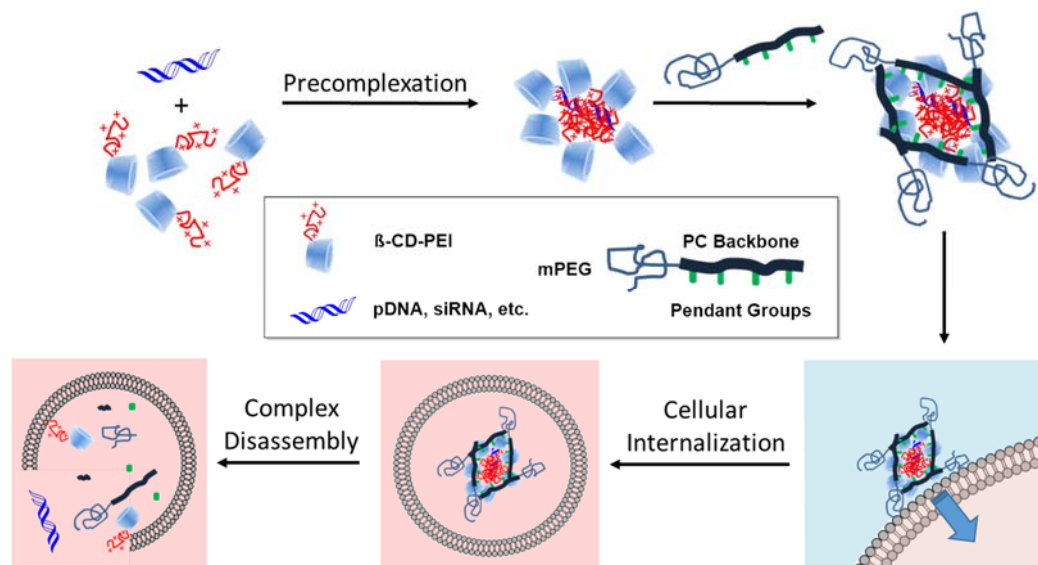 Precomplexation
+
ß-CD-PEI
pDNA, siRNA, etc.
mPEG
PC Backbone
Pendant Groups
Complex
Disassembly
Cellular
Internalization